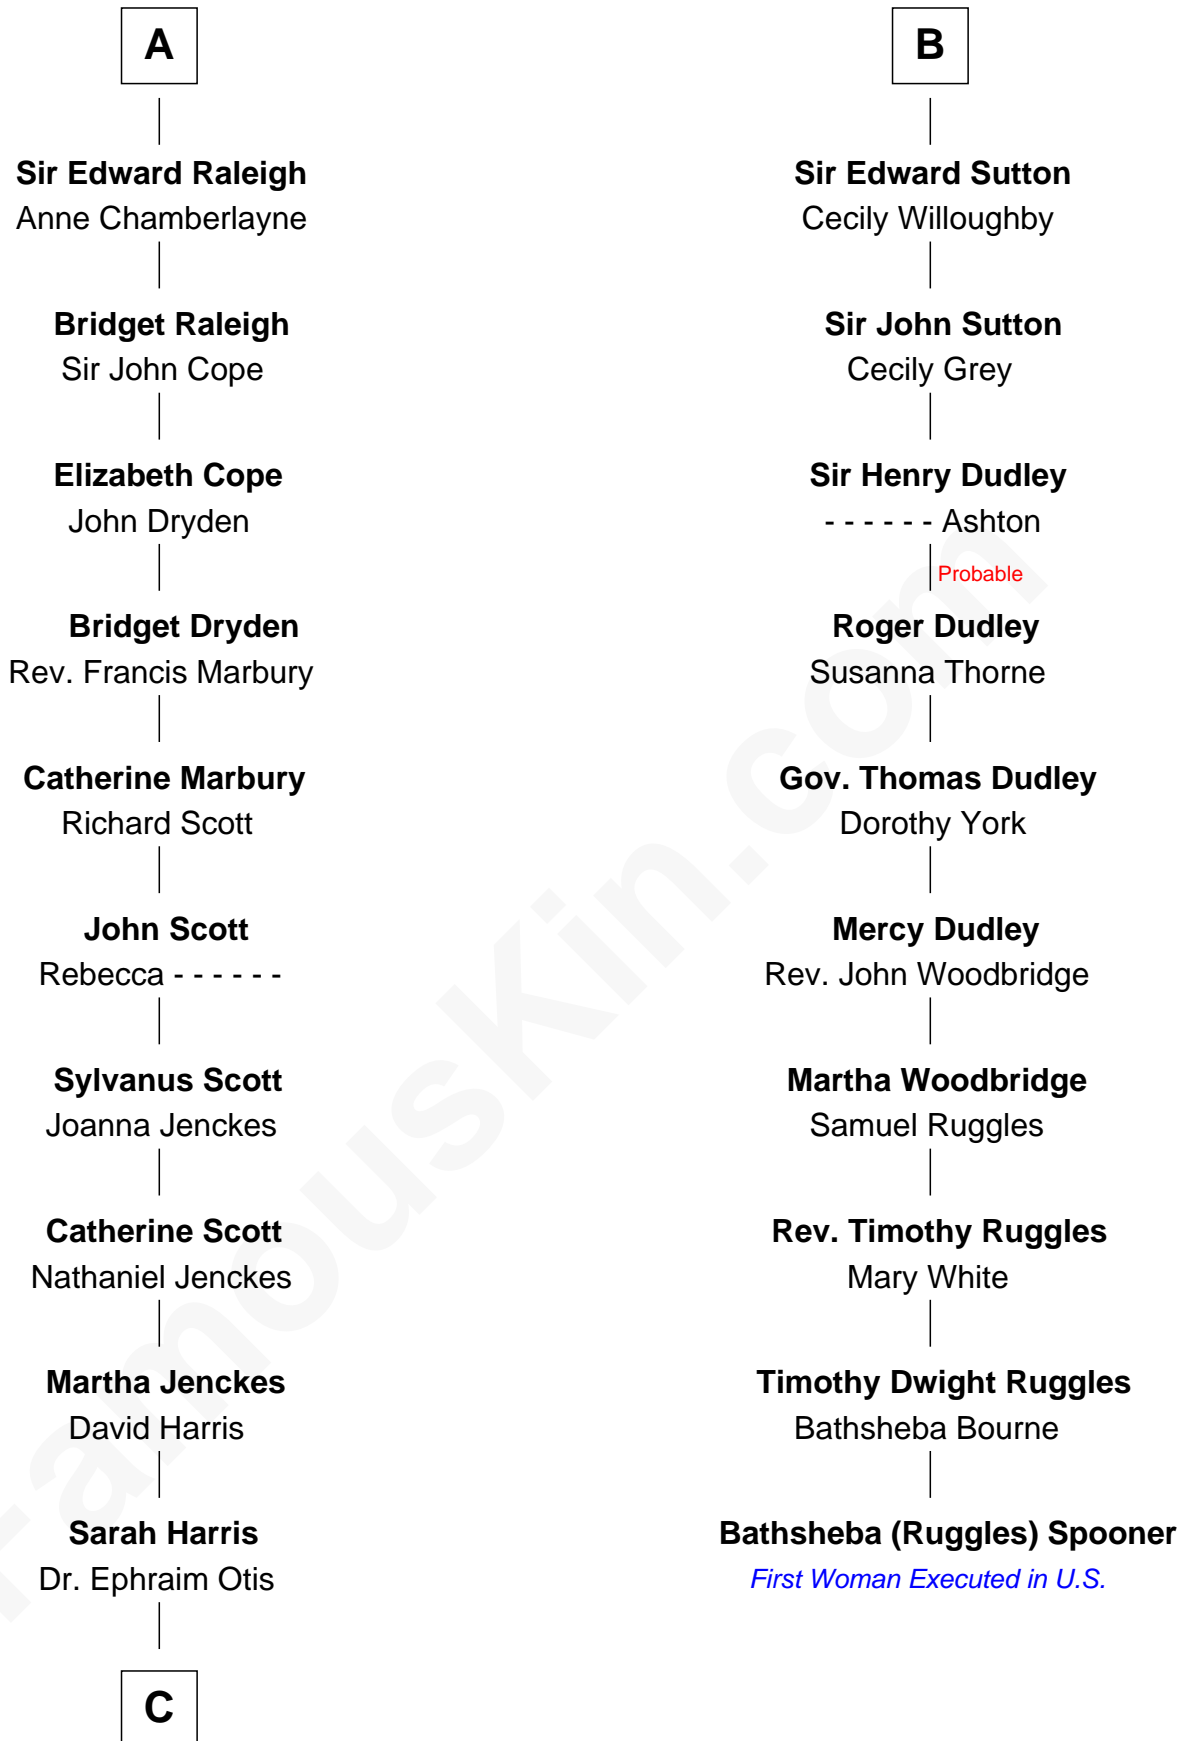 A
Sir Edward Raleigh
Anne Chamberlayne
Bridget Raleigh
Sir John Cope
Elizabeth Cope
John Dryden
Bridget Dryden
Rev. Francis Marbury
Catherine Marbury
Richard Scott
John Scott
Rebecca - - - - - -
Sylvanus Scott
Joanna Jenckes
Catherine Scott
Nathaniel Jenckes
Martha Jenckes
David Harris
Sarah Harris
Dr. Ephraim Otis
C
B
Sir Edward Sutton
Cecily Willoughby
Sir John Sutton
Cecily Grey
Sir Henry Dudley
- - - - - - Ashton
Probable
Roger Dudley
Susanna Thorne
Gov. Thomas Dudley
Dorothy York
Mercy Dudley
Rev. John Woodbridge
Martha Woodbridge
Samuel Ruggles
Rev. Timothy Ruggles
Mary White
Timothy Dwight Ruggles
Bathsheba Bourne
Bathsheba (Ruggles) Spooner
First Woman Executed in U.S.
FamousKin.com